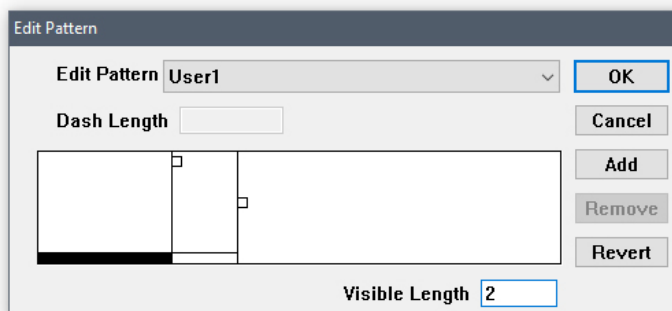 Edit Pattern
Edit Pattern User1 OK
Dash Length Cancel
Add
Remove
Revert
Visible Length 2